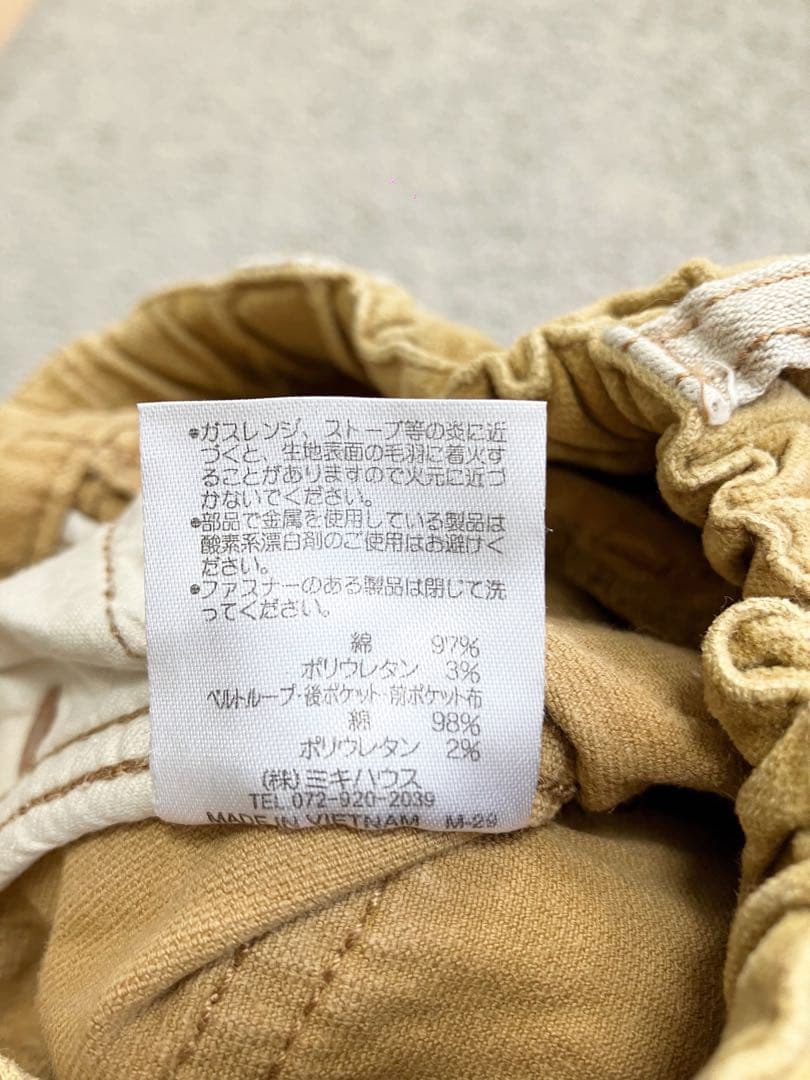 •ガスレンジ、ストーブ等の炎に近
づくと、生地表面の毛羽に着火す
ることがありますので火元に近づ
かないでください。
•部品で金属を使用している製品は
酸素系漂白剤のご使用はお避けく
ださい。
•ファスナーのある製品は閉じて洗
ってください。
綿 97%
ポリウレタン 3%
ベルトループ・後ポケット・前ポケット布
綿 98%
ポリウレタン 2%
(株)ミキハウス
TEL 072-920-2039
MADE IN VIETNAM M-29